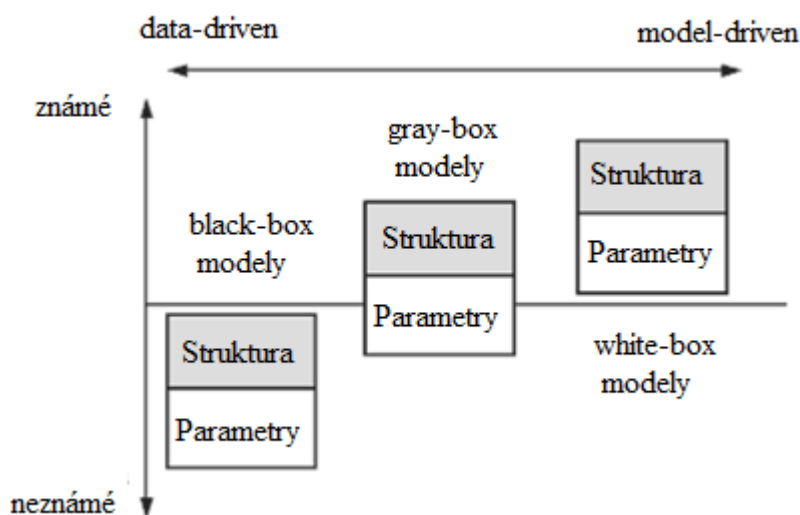 data-driven
model-driven
známé
gray-box
modely
Struktura
Parametry
black-box
modely
Struktura
Parametry
Struktura
Parametry
white-box
modely
neznámé